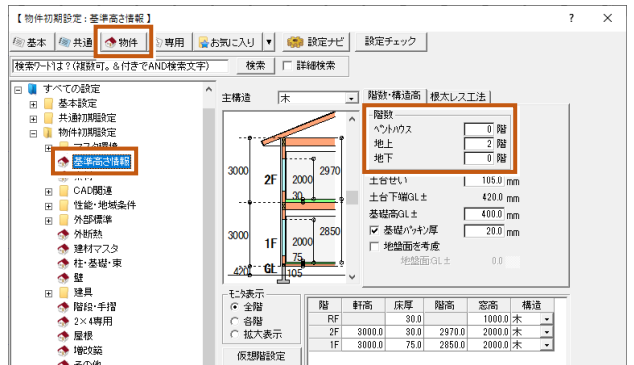 【 物件初期設定 : 基準高さ情報 】 ? ×
基本 共通 物件 専用 お気に入り ▼ 設定ナビ 設定チェック
検索ワードは?(複数可。& 付きでAND検索文字) 検索 詳細検索
すべての設定
基本設定
共通初期設定
物件初期設定
基準高さ情報
CAD関連
性能・地域条件
外部標準
外断熱
建材マスタ
柱・基礎・束
壁
建具
階段・手摺
2×4専用
屋根
増改築
その他
主構造 木
3000 2F 2000 2970
30
3000 1F 2000 2850
75
420 GL 105
モニタ表示
全階
各階
拡大表示
仮想階設定
階数・構造高 根太レス工法
階数
ペントハウス 0 階
地上 2 階
地下 0 階
土台せい 105.0 mm
土台下端GL± 420.0 mm
基礎高GL± 400.0 mm
基礎パッキン厚 20.0 mm
地盤面を考慮
地盤面:GL± 0.0
階 軒高 床厚 階高 窓高 構造
RF 30.0 1000.0 木
2F 3000.0 30.0 2970.0 2000.0 木
1F 3000.0 75.0 2850.0 2000.0 木